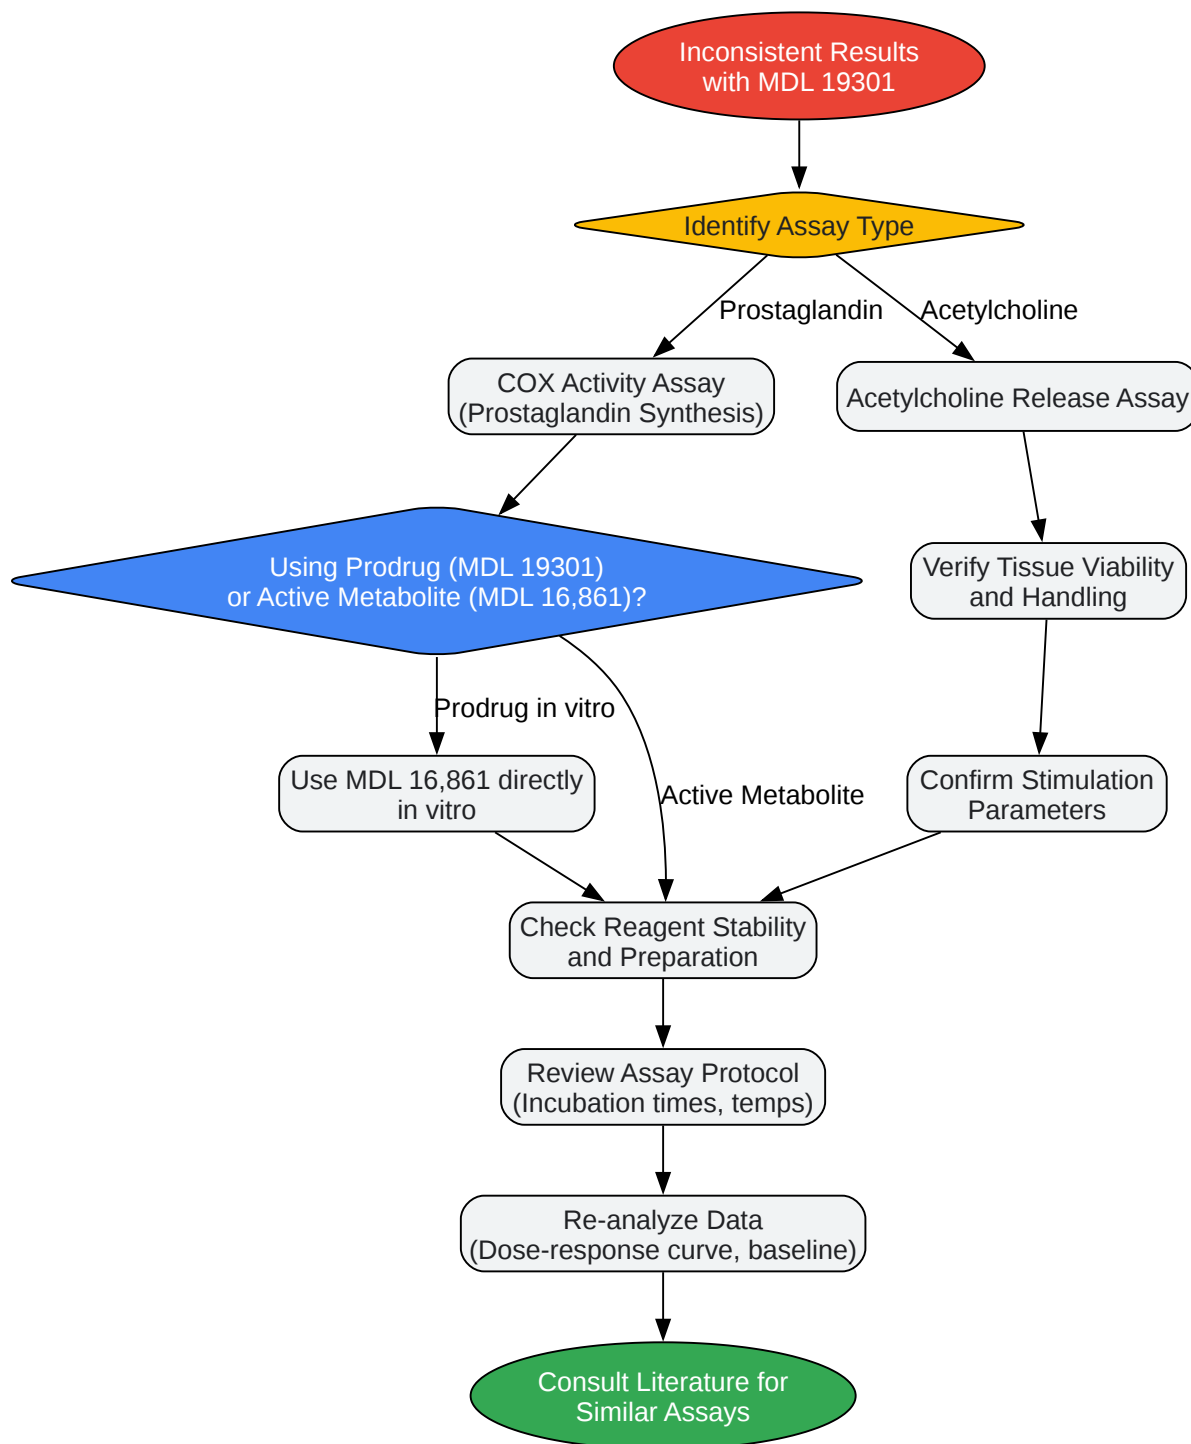 Inconsistent Results
with MDL 19301
Identify Assay Type
Prostaglandin
Acetylcholine
COX Activity Assay
(Prostaglandin Synthesis)
Acetylcholine Release Assay
Using Prodrug (MDL 19301)
or Active Metabolite (MDL 16,861)?
Verify Tissue Viability
and Handling
Prodrug in vitro
Use MDL 16,861 directly
in vitro
Active Metabolite
Confirm Stimulation
Parameters
Check Reagent Stability
and Preparation
Review Assay Protocol
(Incubation times, temps)
Re-analyze Data
(Dose-response curve, baseline)
Consult Literature for
Similar Assays